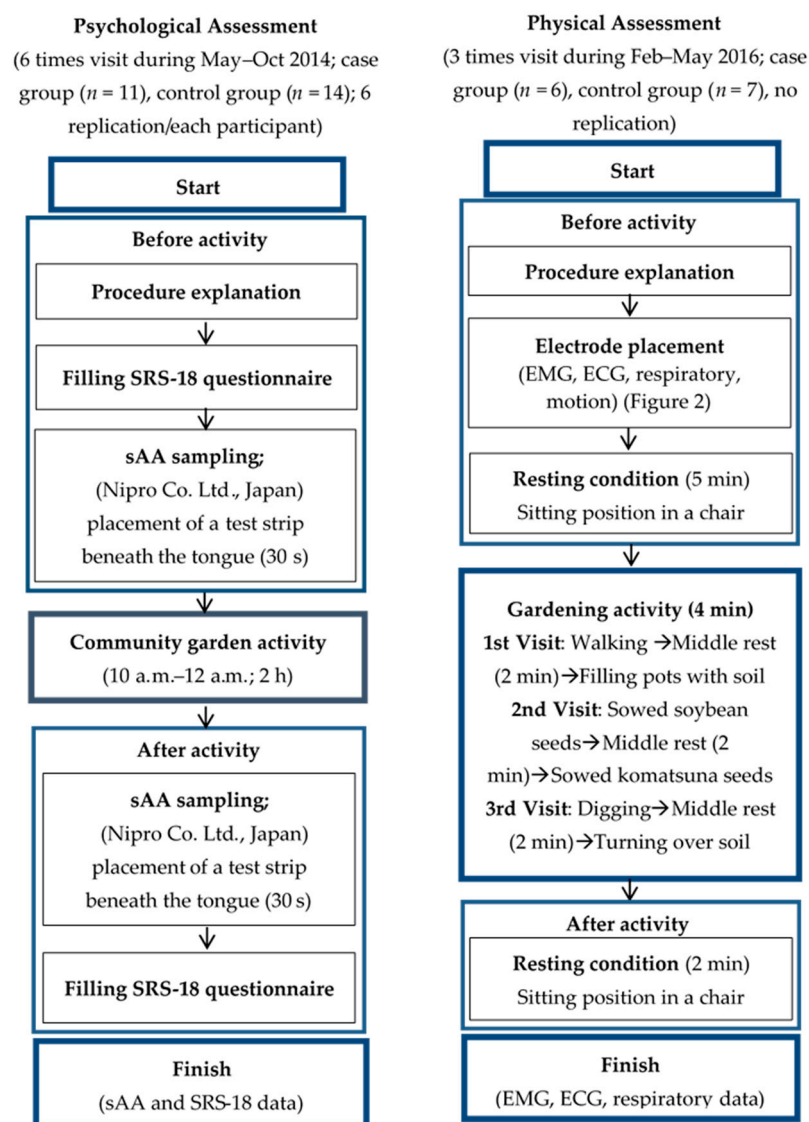 Psychological Assessment
(6 times visit during May–Oct 2014; case
group (n = 11), control group (n = 14); 6
replication/each participant)
Start
Before activity
Procedure explanation
Filling SRS-18 questionnaire
sAA sampling;
(Nipro Co. Ltd., Japan)
placement of a test strip
beneath the tongue (30 s)
Community garden activity
(10 a.m.–12 a.m.; 2 h)
After activity
sAA sampling;
(Nipro Co. Ltd., Japan)
placement of a test strip
beneath the tongue (30 s)
Filling SRS-18 questionnaire
Finish
(sAA and SRS-18 data)
Physical Assessment
(3 times visit during Feb–May 2016; case
group (n = 6), control group (n = 7), no
replication)
Start
Before activity
Procedure explanation
Electrode placement
(EMG, ECG, respiratory,
motion) (Figure 2)
Resting condition (5 min)
Sitting position in a chair
Gardening activity (4 min)
1st Visit: Walking →Middle rest
(2 min)→Filling pots with soil
2nd Visit: Sowed soybean
seeds→Middle rest (2
min)→Sowed komatsuna seeds
3rd Visit: Digging→Middle rest
(2 min)→Turning over soil
After activity
Resting condition (2 min)
Sitting position in a chair
Finish
(EMG, ECG, respiratory data)